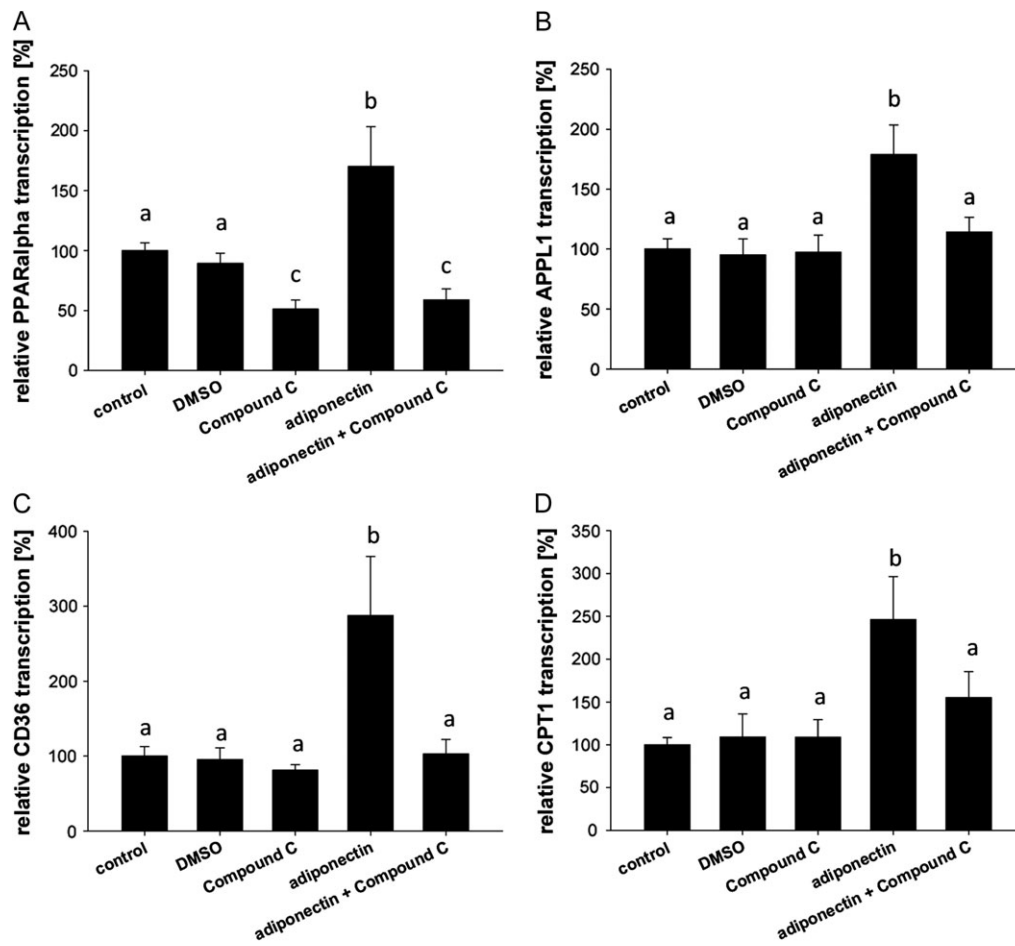 A
relative PPARalpha transcription [%]
250
200
150
100
50
0
a
a
c
b
c
control
DMSO
Compound C
adiponectin
adiponectin + Compound C
B
relative APPL1 transcription [%]
250
200
150
100
50
0
a
a
a
b
a
control
DMSO
Compound C
adiponectin
adiponectin + Compound C
C
relative CD36 transcription [%]
400
300
200
100
0
a
a
a
b
a
control
DMSO
Compound C
adiponectin
adiponectin + Compound C
D
relative CPT1 transcription [%]
350
300
250
200
150
100
50
0
a
a
a
b
a
control
DMSO
Compound C
adiponectin
adiponectin + Compound C